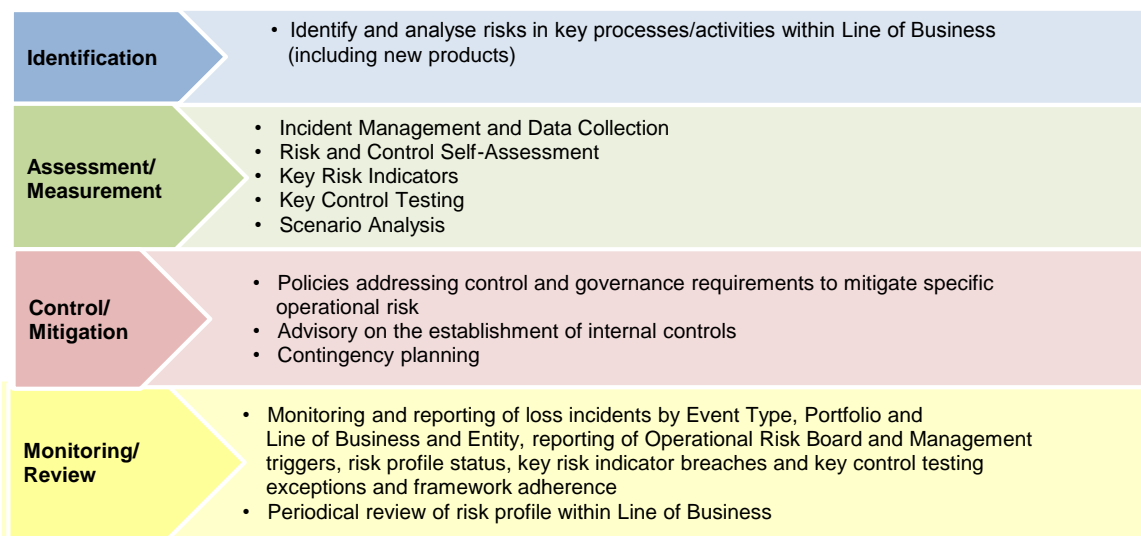 Identification
• Identify and analyse risks in key processes/activities within Line of Business
(including new products)
Assessment/
Measurement
• Incident Management and Data Collection
• Risk and Control Self-Assessment
• Key Risk Indicators
• Key Control Testing
• Scenario Analysis
Control/
Mitigation
• Policies addressing control and governance requirements to mitigate specific
operational risk
• Advisory on the establishment of internal controls
• Contingency planning
Monitoring/
Review
• Monitoring and reporting of loss incidents by Event Type, Portfolio and
Line of Business and Entity, reporting of Operational Risk Board and Management
triggers, risk profile status, key risk indicator breaches and key control testing
exceptions and framework adherence
• Periodical review of risk profile within Line of Business